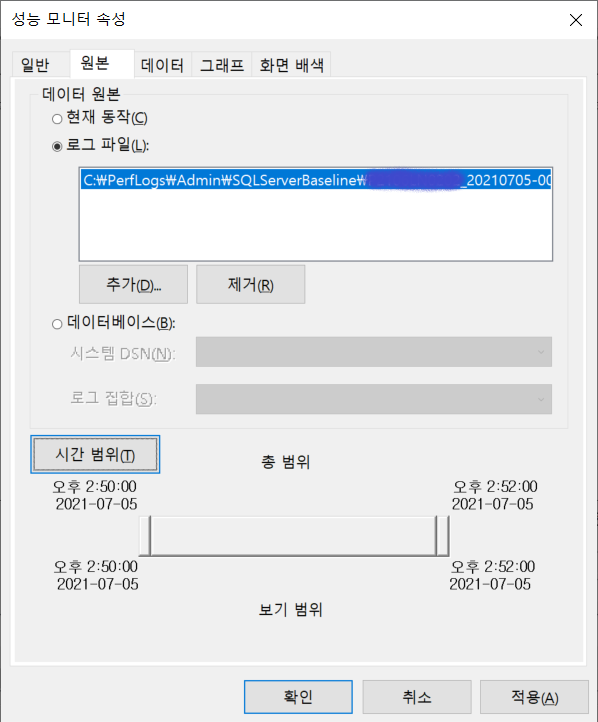 성능 모니터 속성
일반 원본 데이터 그래프 화면 배색
데이터 원본
현재 동작(C)
로그 파일(L):
C:\PerfLogs\Admin\SQLServerBaseline\ _20210705-00
추가(D)... 제거(R)
데이터베이스(B):
시스템 DSN(N):
로그 집합(S):
시간 범위(T)
총 범위
오후 2:50:00 오후 2:52:00
2021-07-05 2021-07-05
오후 2:50:00 오후 2:52:00
2021-07-05 2021-07-05
보기 범위
확인 취소 적용(A)